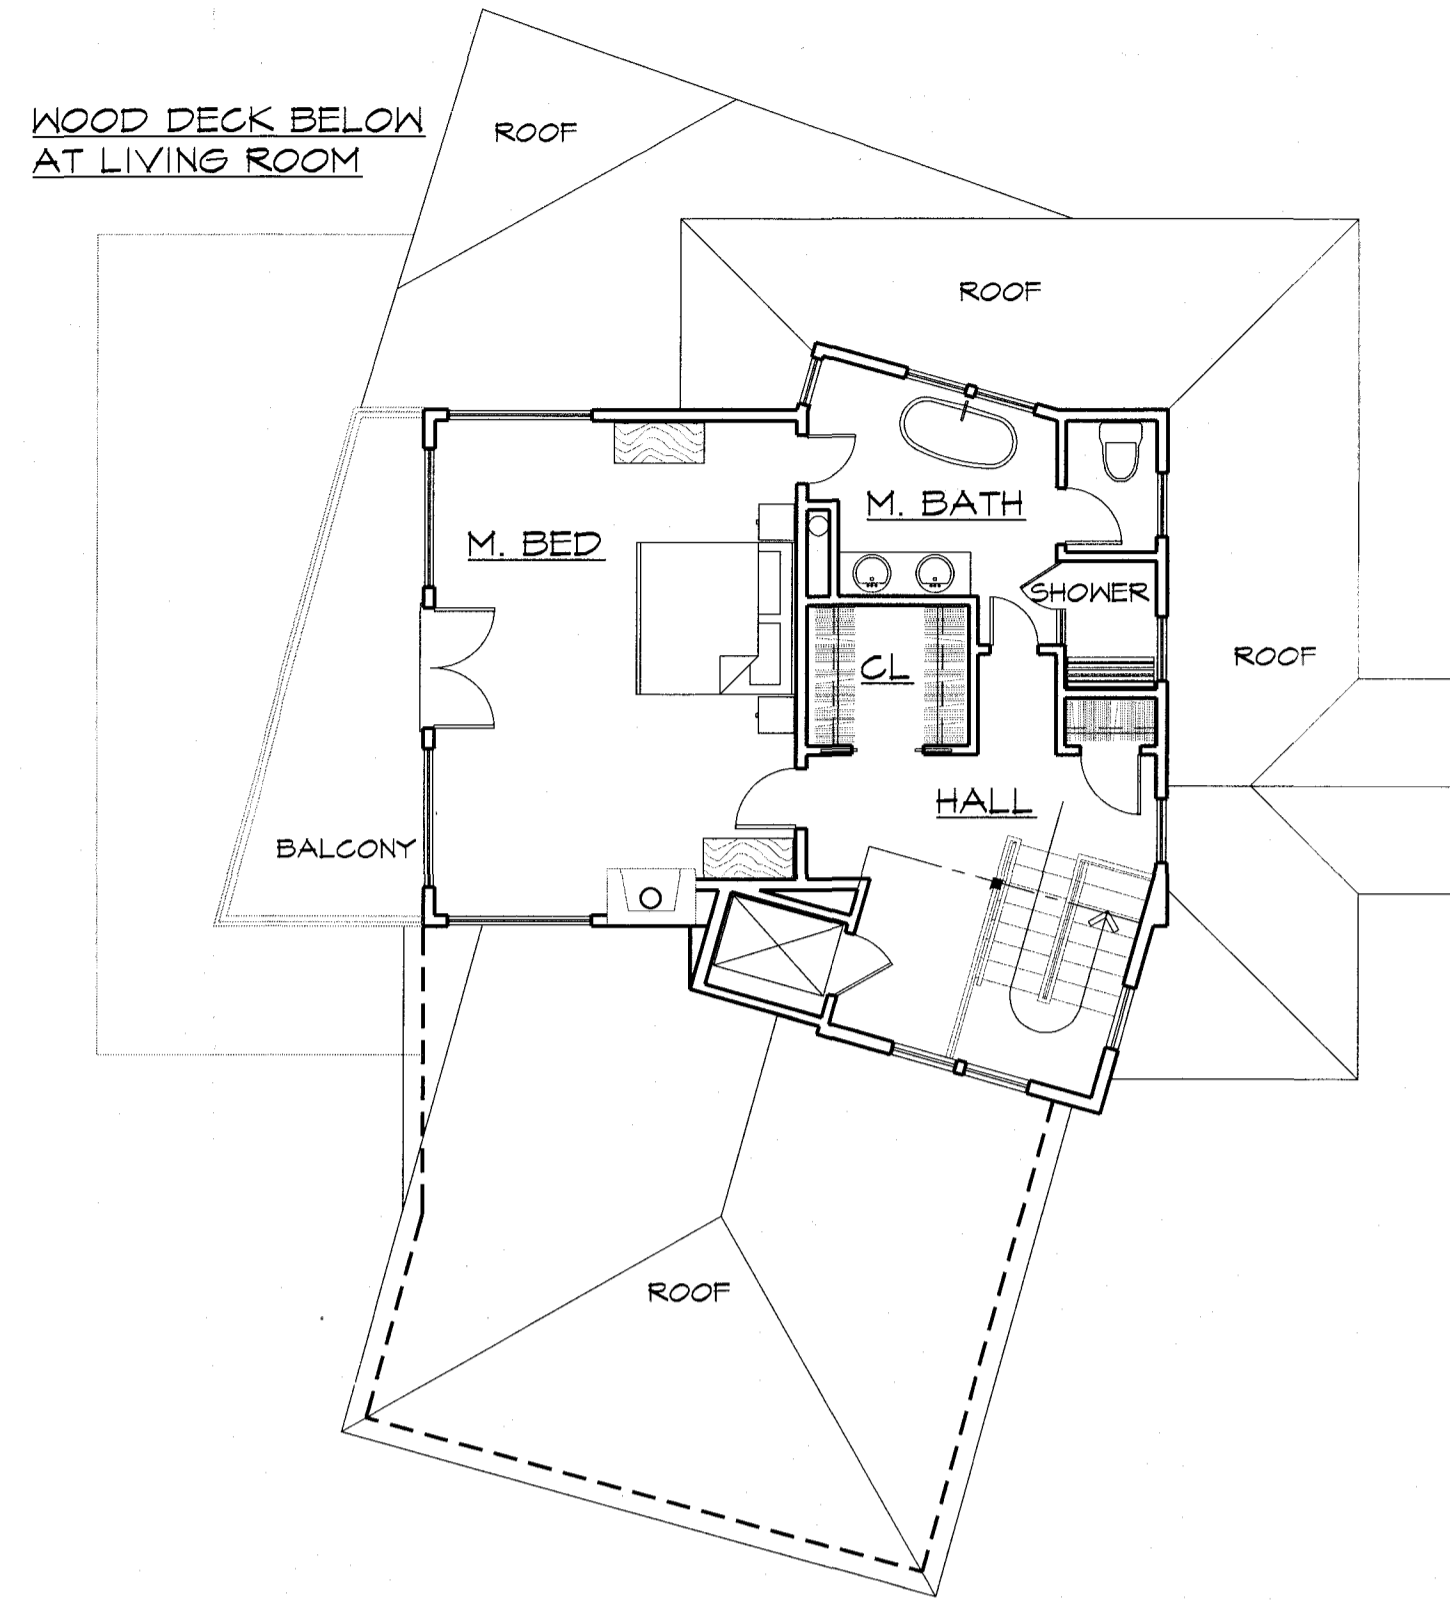 WOOD DECK BELOW
AT LIVING ROOM
ROOF
ROOF
M. BATH
M. BED
SHOWER
CL
ROOF
HALL
BALCONY
ROOF